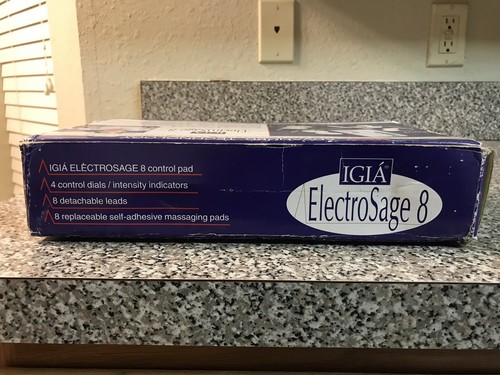 IGIÁ ELÈCTROSAGE 8 control pad
4 control dials / intensity indicators
8 detachable leads
8 replaceable self-adhesive massaging pads
IGIÁ
ElectroSage 8